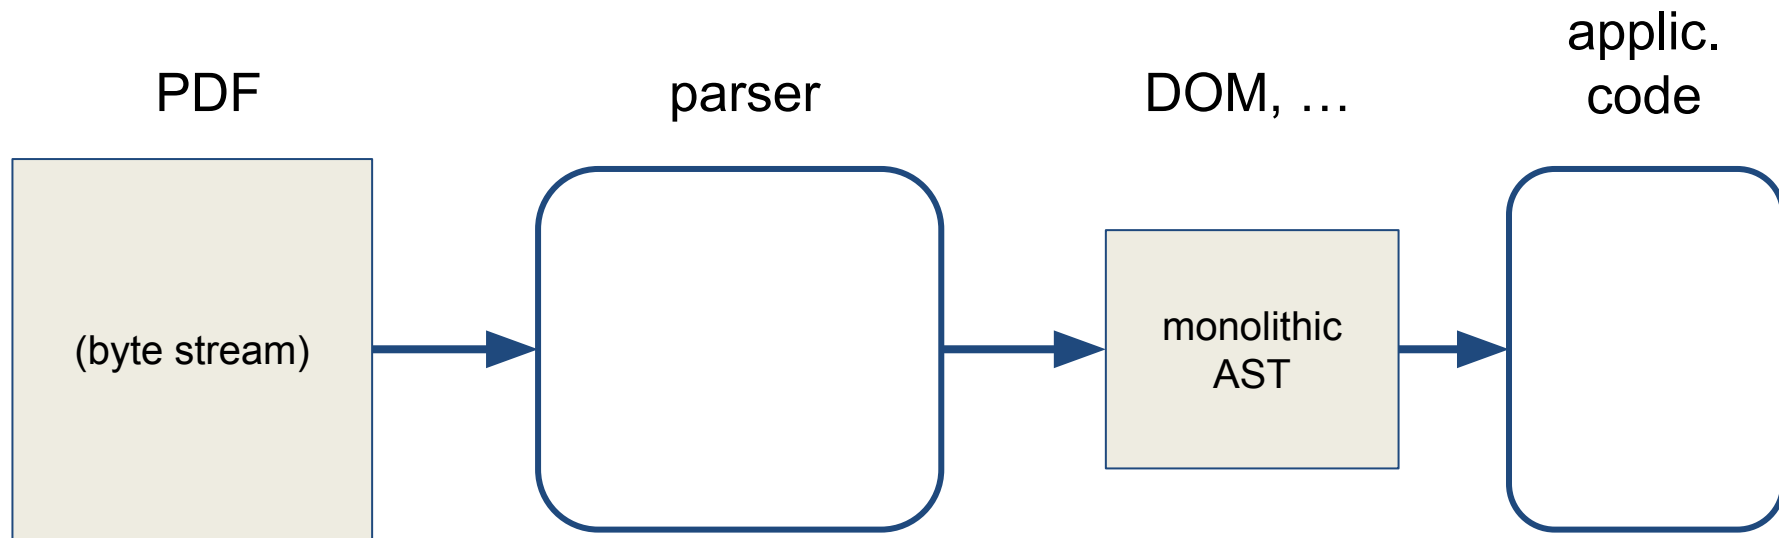 PDF
parser
DOM, …
applic.
code
(byte stream)
monolithic
AST